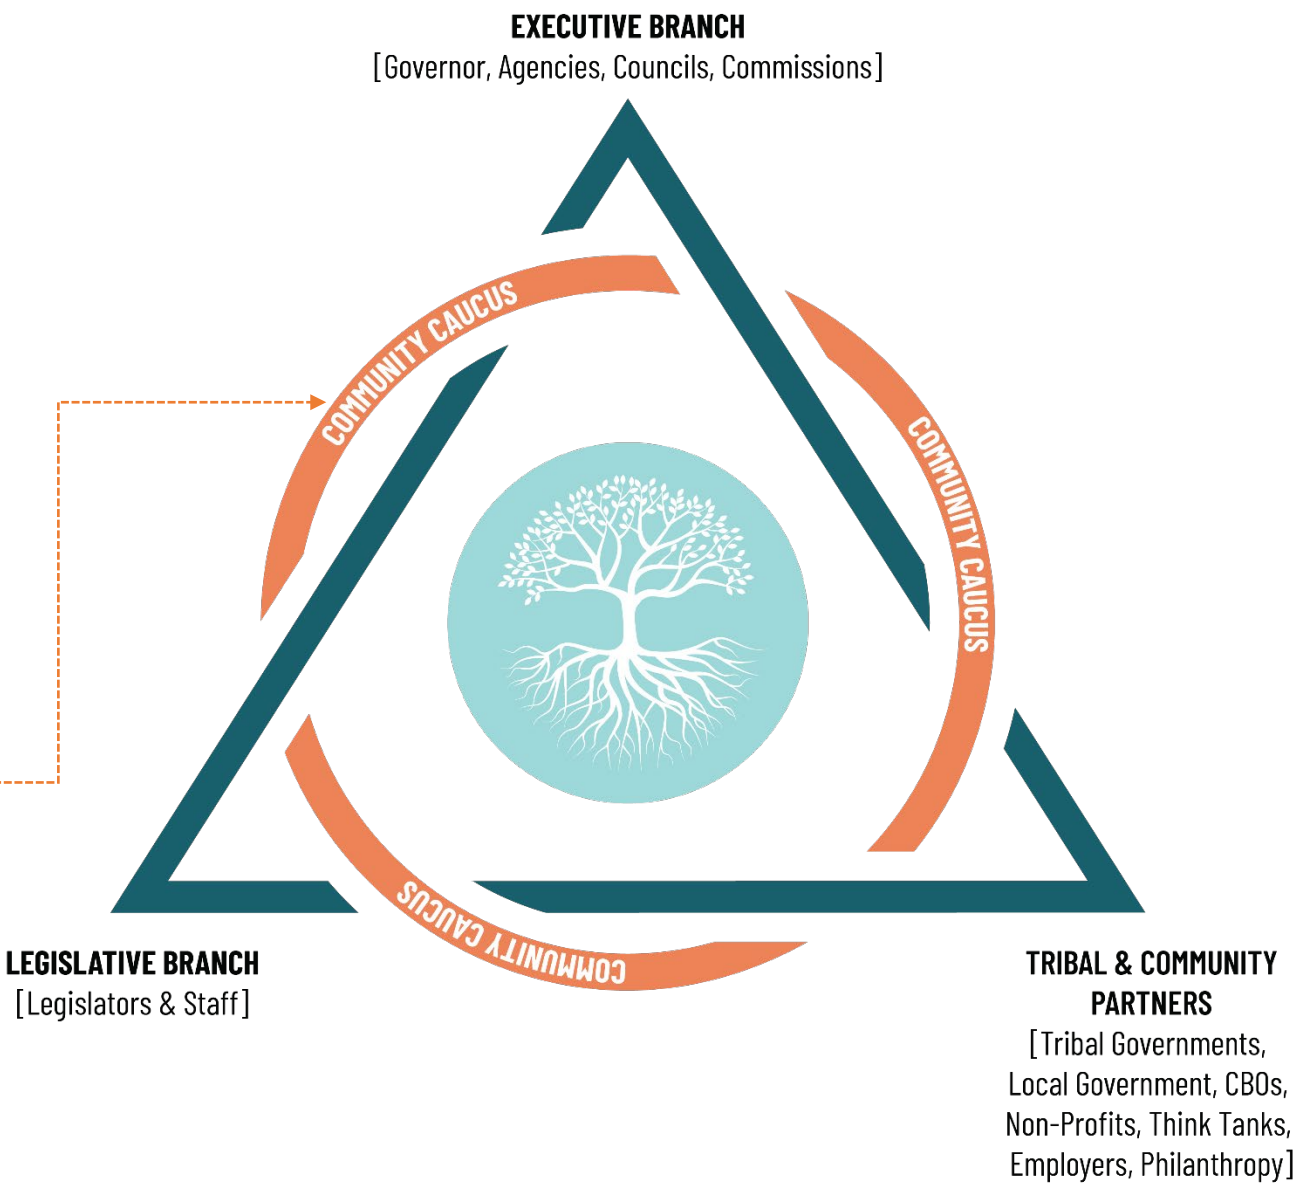 EXECUTIVE BRANCH
[Governor, Agencies, Councils, Commissions]
COMMUNITY CAUCUS
COMMUNITY CAUCUS
COMMUNITY CAUCUS
LEGISLATIVE BRANCH
[Legislators & Staff]
TRIBAL & COMMUNITY
PARTNERS
[Tribal Governments,
Local Government, CBOs,
Non-Profits, Think Tanks,
Employers, Philanthropy]